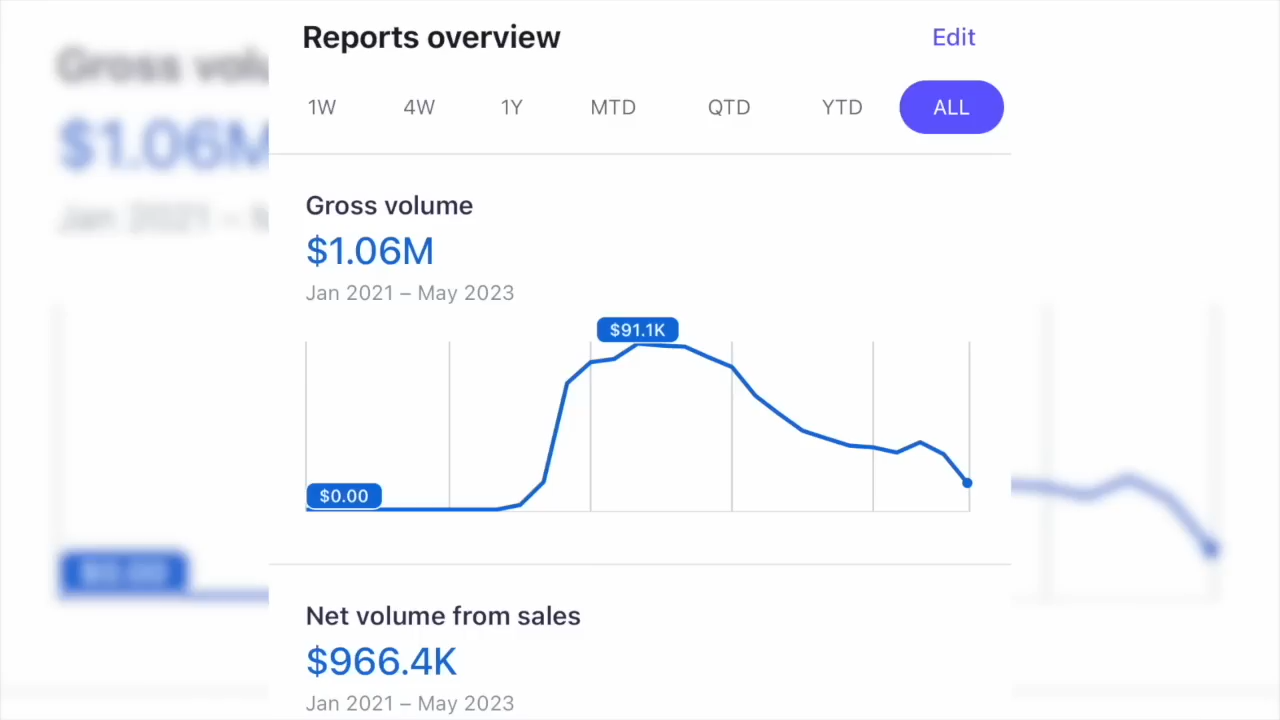 Reports overview
Edit
1W 4W 1Y MTD QTD YTD ALL
Gross volume
$1.06M
Jan 2021 – May 2023
$91.1K
$0.00
Net volume from sales
$966.4K
Jan 2021 – May 2023